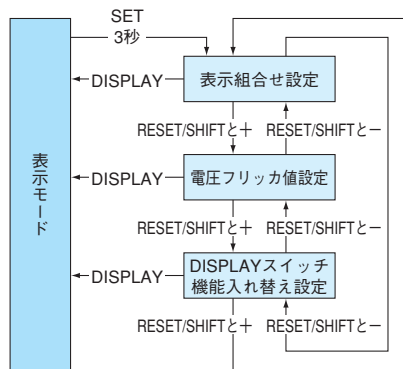 SET
3秒
表示モード
DISPLAY
表示組合せ設定
RESET/SHIFTと＋
RESET/SHIFTとー
DISPLAY
電圧フリッカ値設定
RESET/SHIFTと＋
RESET/SHIFTとー
DISPLAY
DISPLAYスイッチ
機能入れ替え設定
RESET/SHIFTと＋
RESET/SHIFTとー